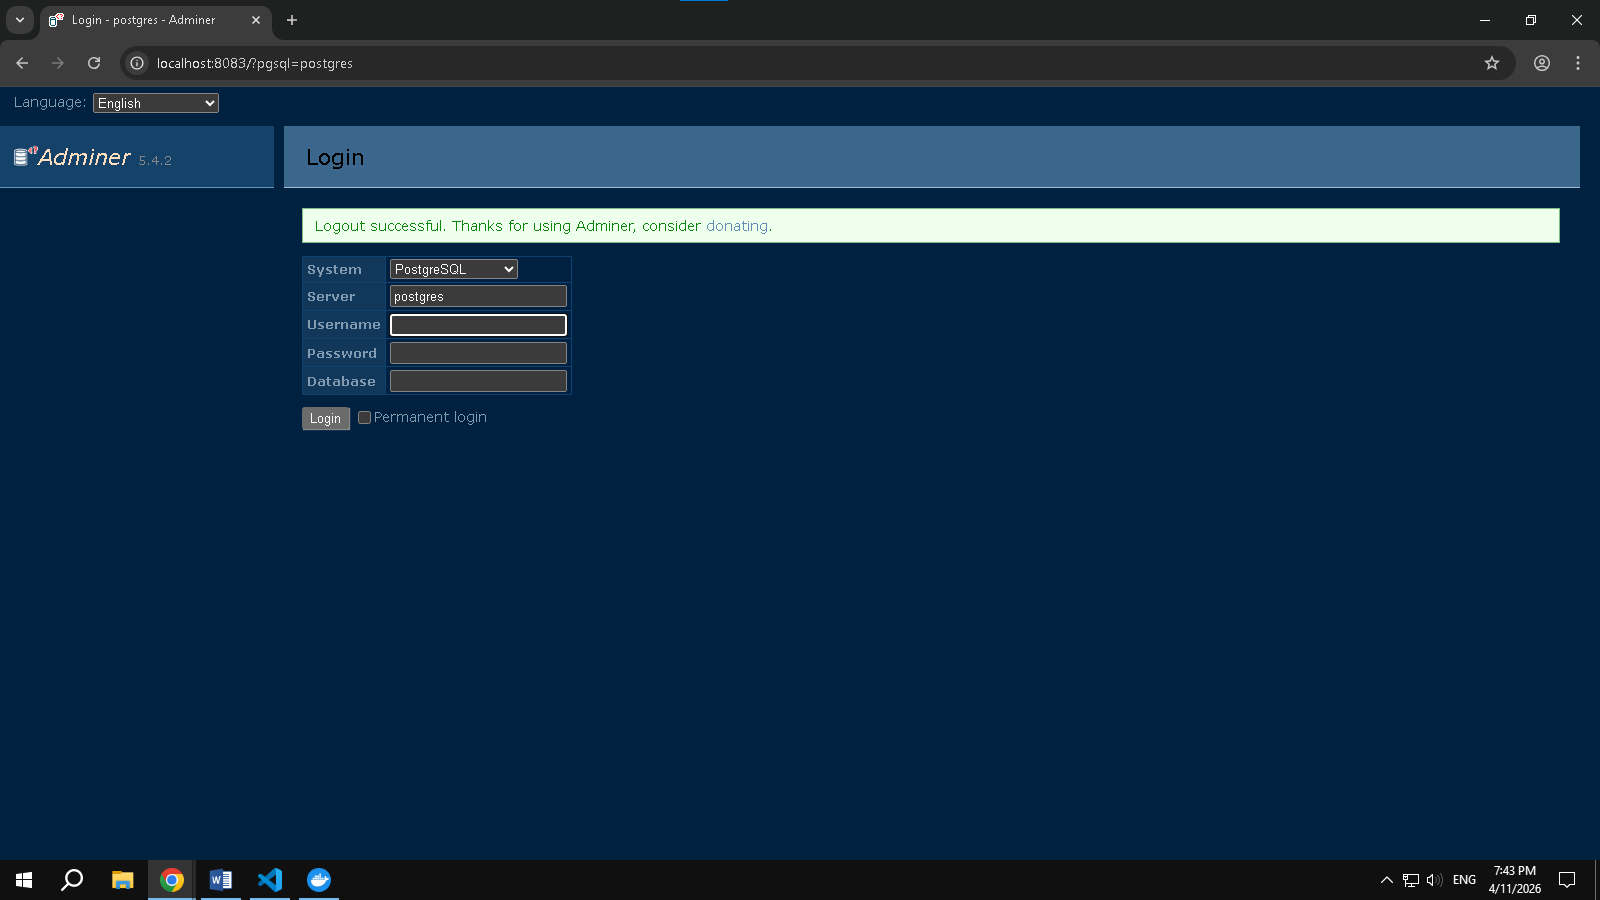 Login - postgres - Adminer
localhost:8083/?pgsql=postgres
Language: English
Adminer 5.4.2
Login
Logout successful. Thanks for using Adminer, consider donating.
System PostgreSQL
Server postgres
Username
Password
Database
Login Permanent login
ENG
7:43 PM
4/11/2026